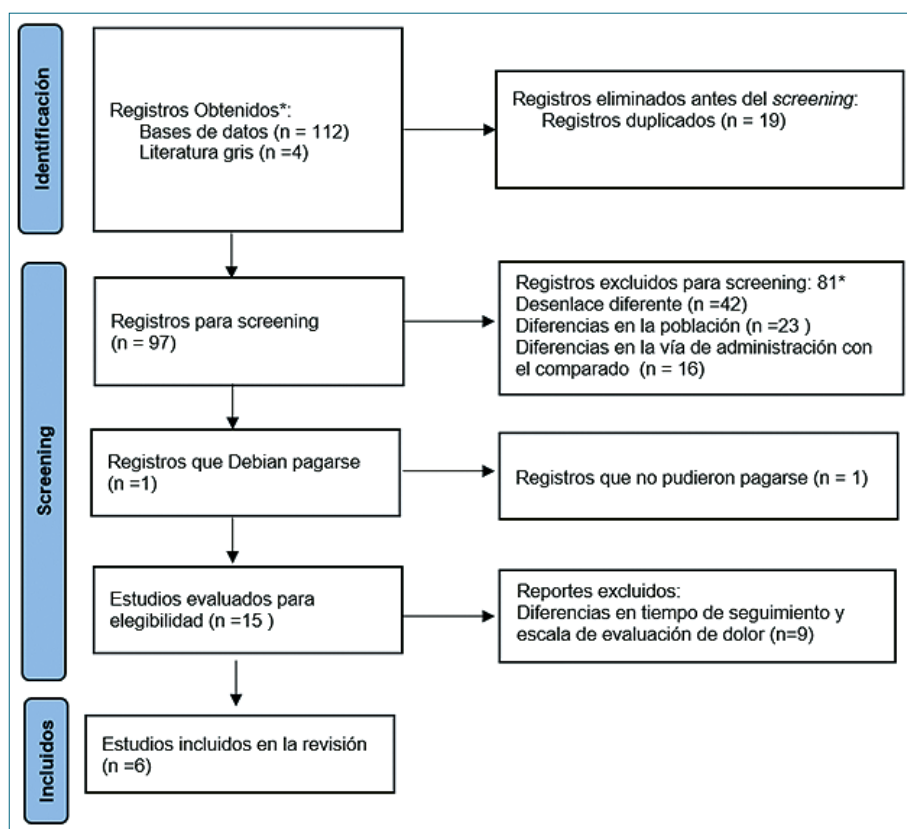 Identificación
Registros Obtenidos*:
Bases de datos (n = 112)
Literatura gris (n =4)
Registros eliminados antes del screening:
Registros duplicados (n = 19)
Screening
Registros para screening
(n = 97)
Registros excluidos para screening: 81*
Desenlace diferente (n =42)
Diferencias en la población (n =23 )
Diferencias en la vía de administración con
el comparado (n = 16)
Registros que Debian pagarse
(n =1)
Registros que no pudieron pagarse (n = 1)
Estudios evaluados para
elegibilidad (n =15 )
Reportes excluidos:
Diferencias en tiempo de seguimiento y
escala de evaluación de dolor (n=9)
Incluidos
Estudios incluidos en la revisión
(n =6)